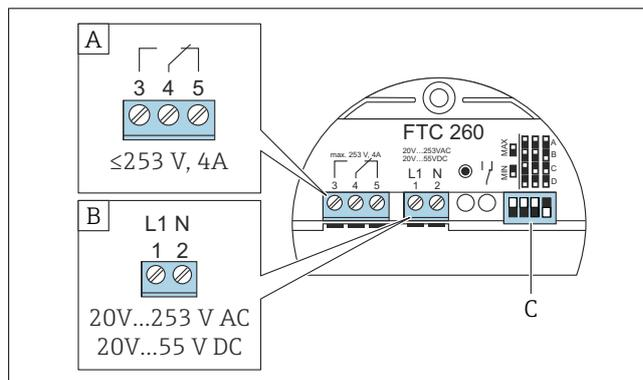 A
3 4 5
≤253 V, 4A
B
L1 N
1 2
20V...253 V AC
20V...55 V DC
FTC 260
max. 253 V, 4A
3 4 5
20V...253VAC
20V...55VDC
L1 N
1 2
MIN MAX
A
B
C
D
C